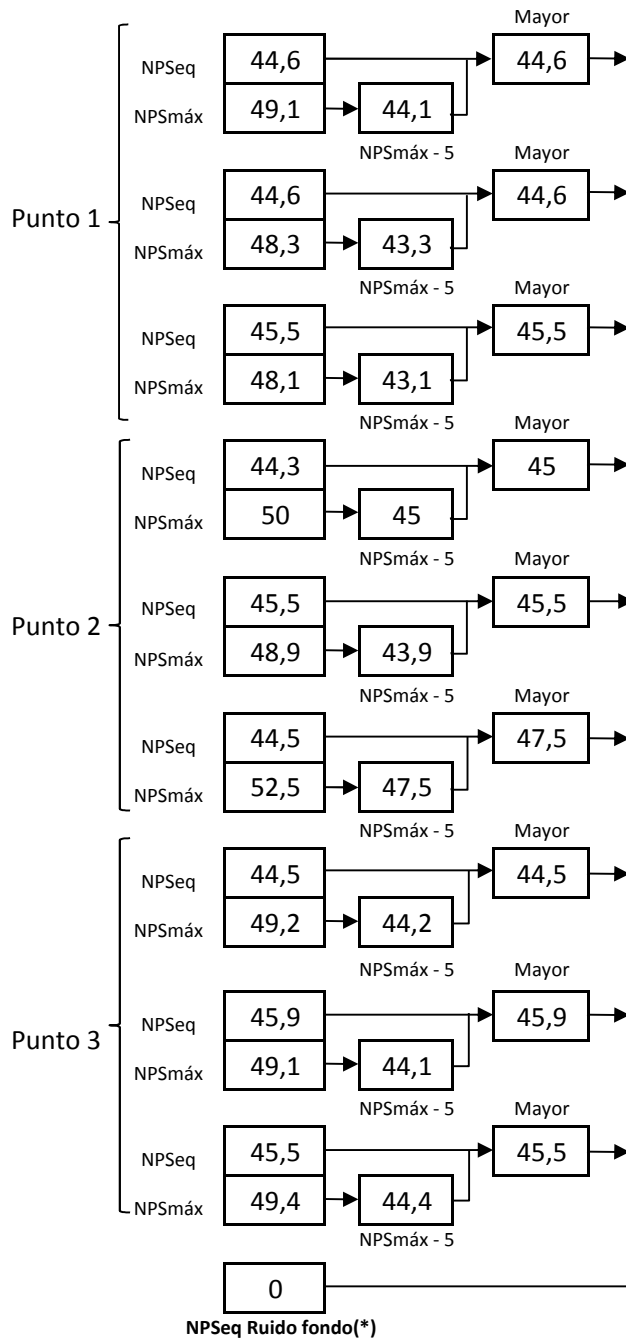 Mayor
NPSeq 44,6 44,6
NPSmáx 49,1 44,1
NPSmáx - 5
Mayor
Punto 1
NPSeq 44,6 44,6
NPSmáx 48,3 43,3
NPSmáx - 5
Mayor
NPSeq 45,5 45,5
NPSmáx 48,1 43,1
NPSmáx - 5
Mayor
NPSeq 44,3 45
NPSmáx 50 45
NPSmáx - 5
Mayor
Punto 2
NPSeq 45,5 45,5
NPSmáx 48,9 43,9
NPSmáx - 5
Mayor
NPSeq 44,5 47,5
NPSmáx 52,5 47,5
NPSmáx - 5
Mayor
NPSeq 44,5 44,5
NPSmáx 49,2 44,2
NPSmáx - 5
Mayor
Punto 3
NPSeq 45,9 45,9
NPSmáx 49,1 44,1
NPSmáx - 5
Mayor
NPSeq 45,5 45,5
NPSmáx 49,4 44,4
NPSmáx - 5
0
NPSeq Ruido fondo(*)